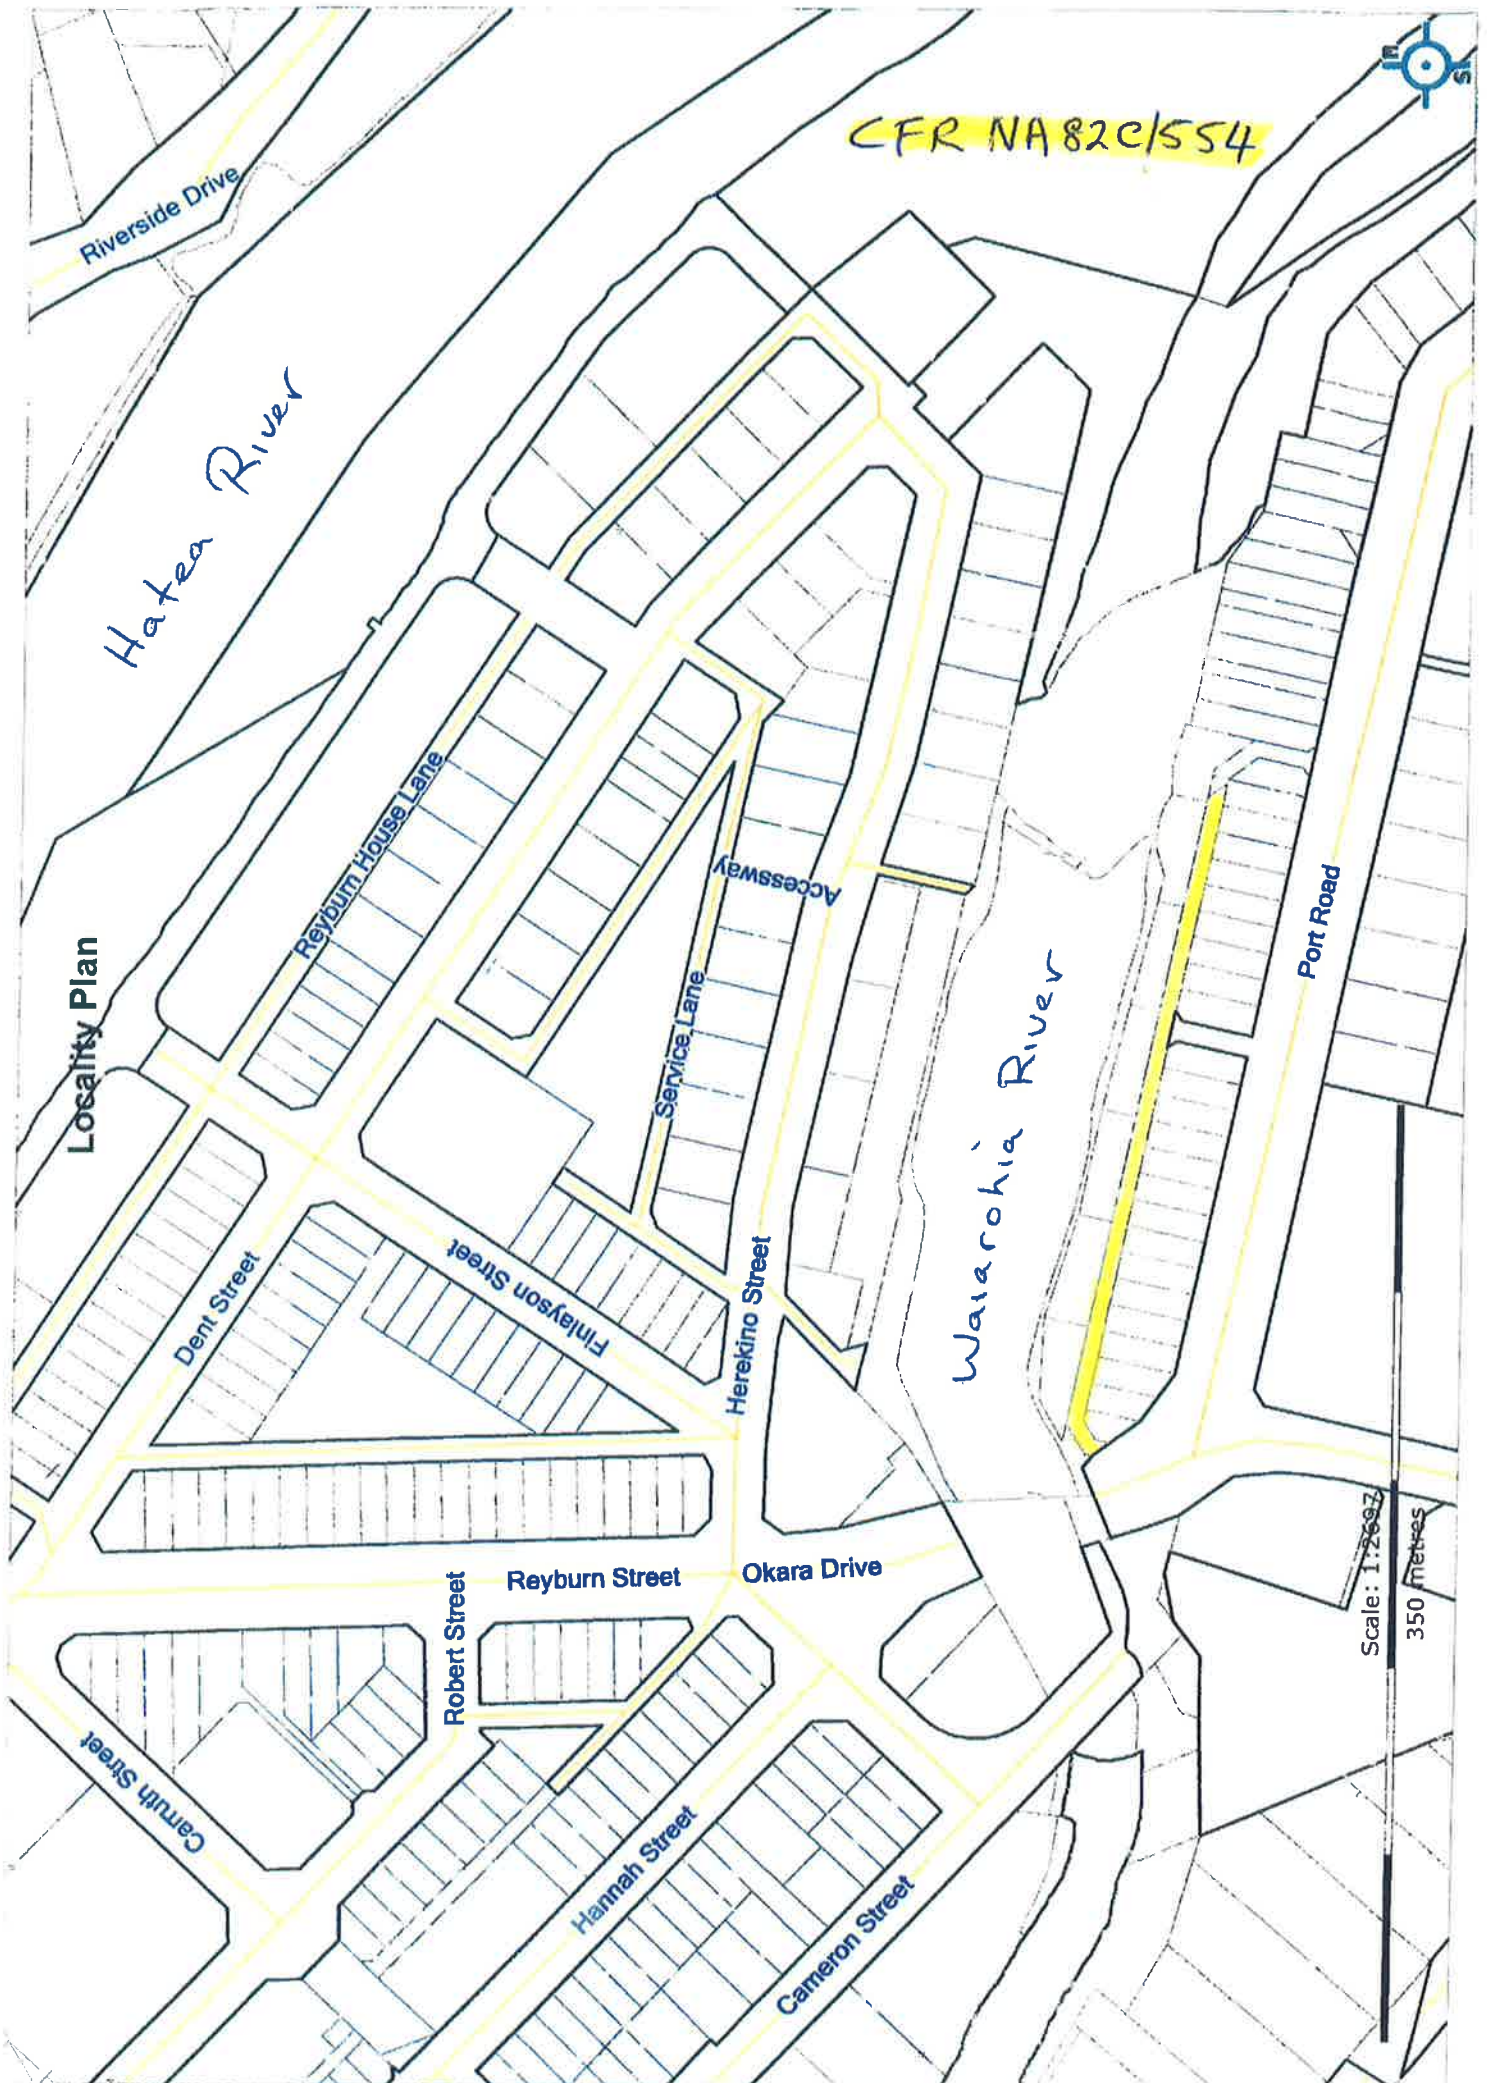 Locality Plan
CFR NA82C/554
E
S
Riverside Drive
Hatea River
Reyburn House Lane
Accessway
Service Lane
Port Road
Waiarohia River
Dent Street
Finlayson Street
Herekino Street
Reyburn Street
Okara Drive
Robert Street
Carruth Street
Hannah Street
Cameron Street
Scale: 1:2697
350 metres